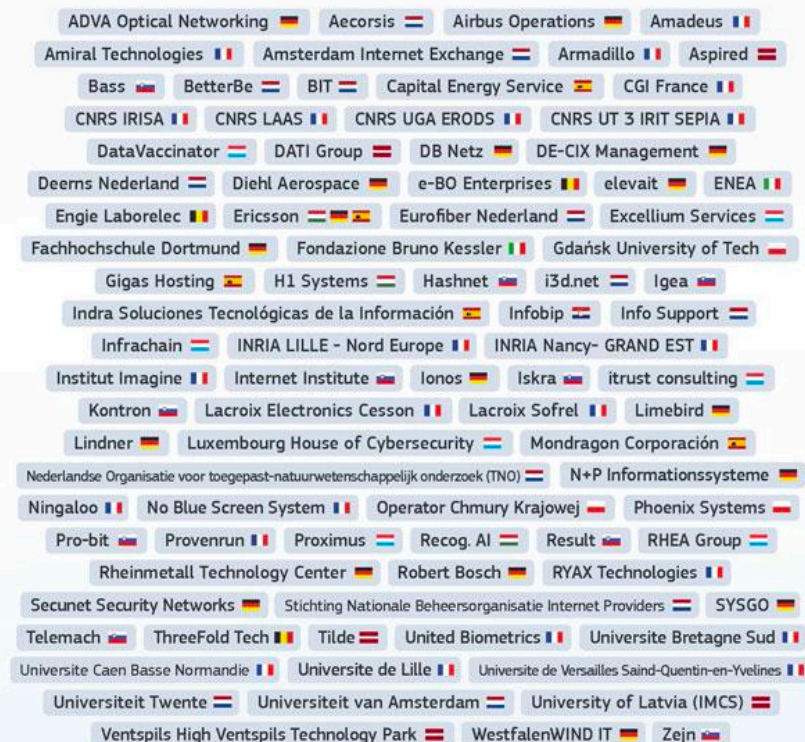 ADVA Optical Networking Aecorsis Airbus Operations Amadeus
Amiral Technologies Amsterdam Internet Exchange Armadillo Aspired
Bass BetterBe BIT Capital Energy Service CGI France
CNRS IRISA CNRS LAAS CNRS UGA ERODS CNRS UT 3 IRIT SEPIA
DataVaccinator DATI Group DB Netz DE-CIX Management
Deerns Nederland Diehl Aerospace e-BO Enterprises elevait ENEA
Engie Laborelec Ericsson Eurofiber Nederland Excellium Services
Fachhochschule Dortmund Fondazione Bruno Kessler Gdańsk University of Tech
Gigas Hosting H1 Systems Hashnet i3d.net Igea
Indra Soluciones Tecnológicas de la Información Infobip Info Support
Infrachain INRIA LILLE - Nord Europe INRIA Nancy- GRAND EST
Institut Imagine Internet Institute Ionos Iskra itrust consulting
Kontron Lacroix Electronics Cesson Lacroix Sofrel Limebird
Lindner Luxembourg House of Cybersecurity Mondragon Corporación
Nederlandse Organisatie voor toegepast-natuurwetenschappelijk onderzoek (TNO) N+P Informationssysteme
Ningaloo No Blue Screen System Operator Chmury Krajowej Phoenix Systems
Pro-bit Provenrun Proximus Recog. AI Result RHEA Group
Rheinmetall Technology Center Robert Bosch RYAX Technologies
Secunet Security Networks Stichting Nationale Beheersorganisatie Internet Providers SYSGO
Telemach ThreeFold Tech Tilde United Biometrics Universite Bretagne Sud
Universite Caen Basse Normandie Universite de Lille Universite de Versailles Saind-Quentin-en-Yvelines
Universiteit Twente Universiteit van Amsterdam University of Latvia (IMCS)
Ventspils High Ventspils Technology Park WestfalenWIND IT Zejn